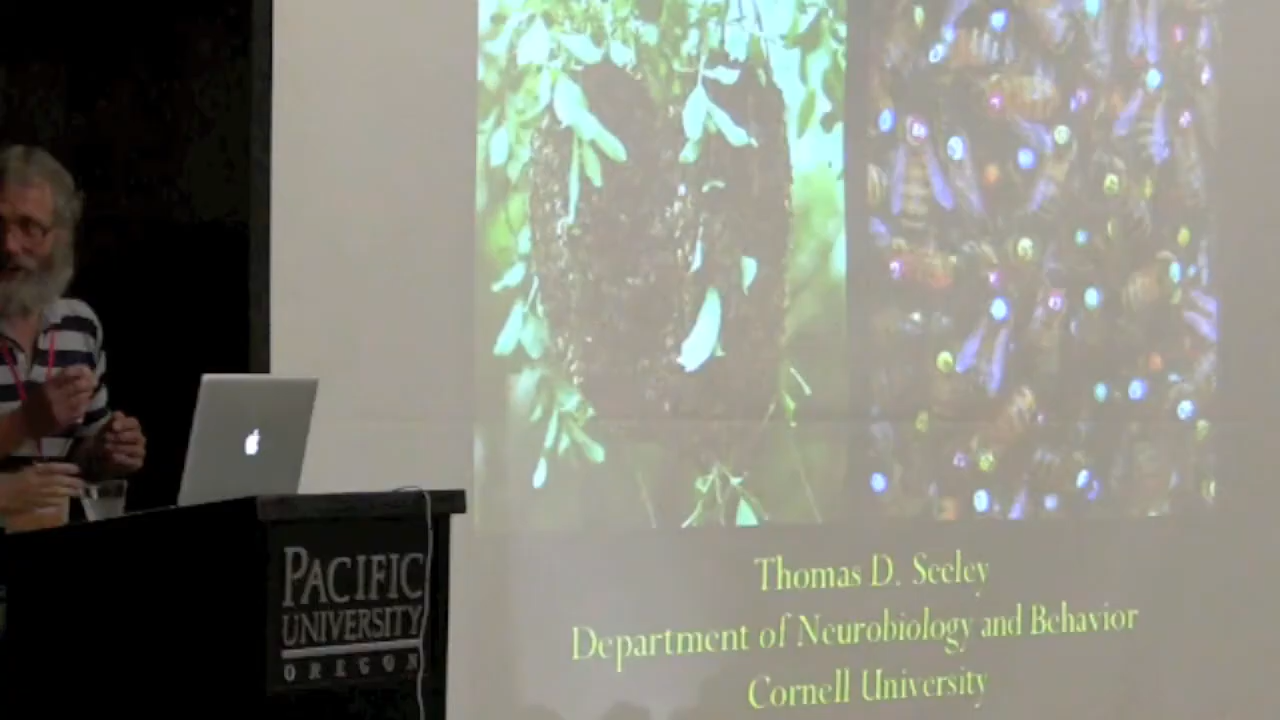 Thomas D. Seeley
Department of Neurobiology and Behavior
Cornell University
PACIFIC
UNIVERSITY
OREGON